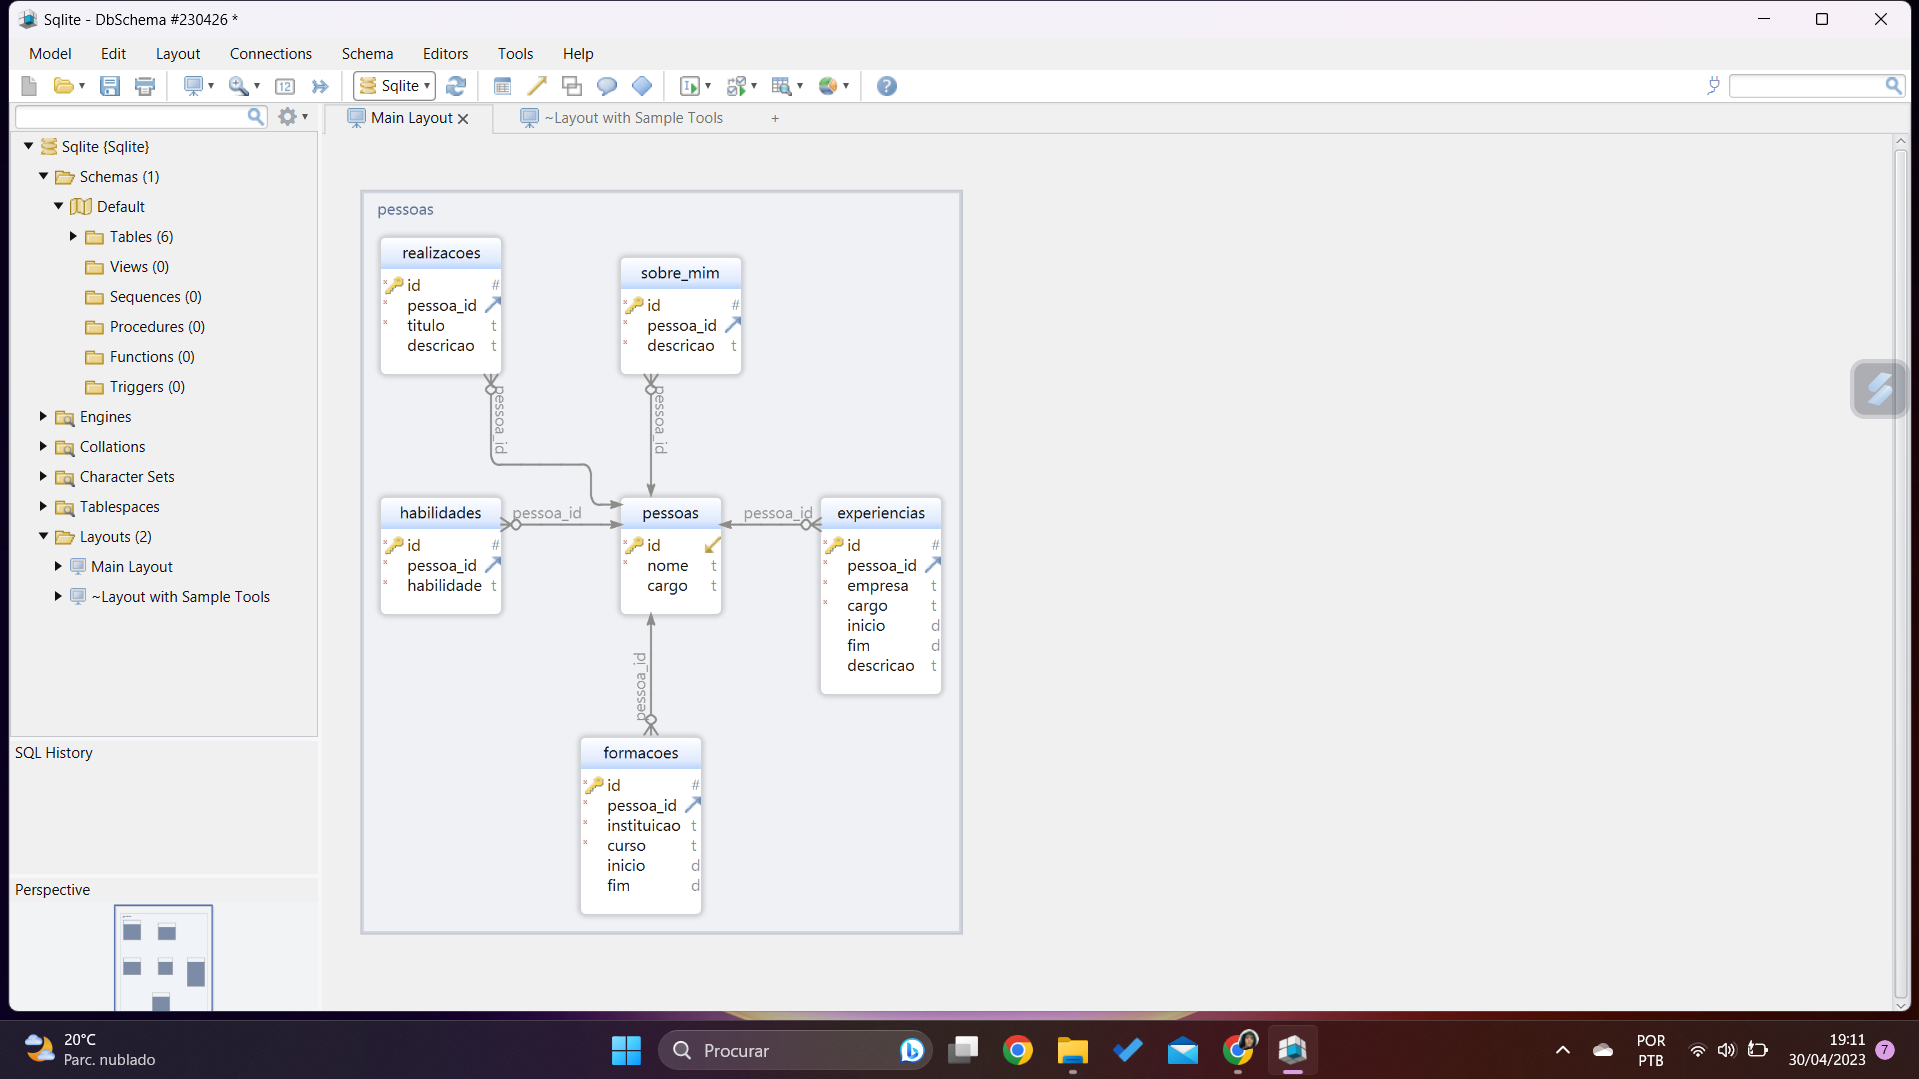 Sqlite - DbSchema #230426 *
Model Edit Layout Connections Schema Editors Tools Help
12 Sqlite
Main Layout ~Layout with Sample Tools +
Sqlite {Sqlite}
Schemas (1)
Default
Tables (6)
Views (0)
Sequences (0)
Procedures (0)
Functions (0)
Triggers (0)
Engines
Collations
Character Sets
Tablespaces
Layouts (2)
Main Layout
~Layout with Sample Tools
SQL History
Perspective
pessoas
realizacoes
id #
pessoa_id
titulo t
descricao t
sobre_mim
id #
pessoa_id
descricao t
pessoa_id
pessoa_id
habilidades
id #
pessoa_id
habilidade t
pessoa_id
pessoas
id
nome t
cargo t
pessoa_id
experiencias
id #
pessoa_id
empresa t
cargo t
inicio d
fim d
descricao t
pessoa_id
formacoes
id #
pessoa_id
instituicao t
curso t
inicio d
fim d
20°C
Parc. nublado
Procurar
POR
PTB
19:11
30/04/2023
7